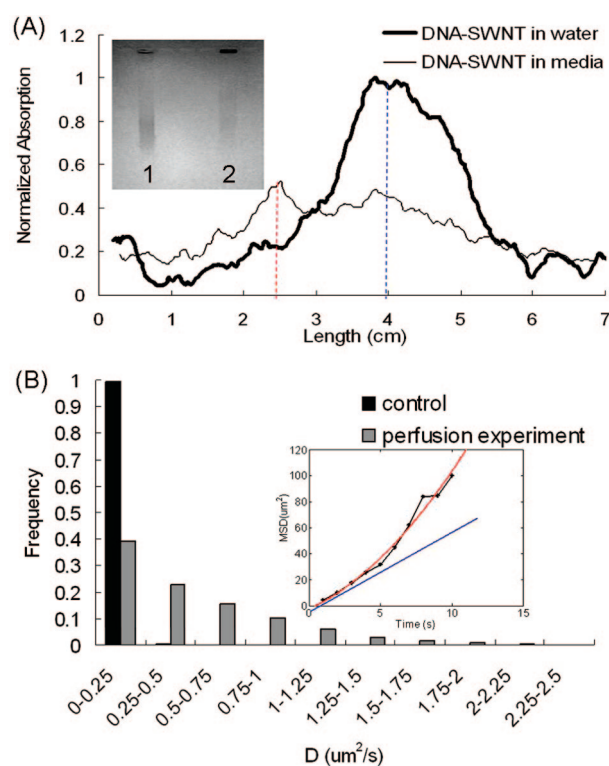 (A)
DNA-SWNT in water
DNA-SWNT in media
Normalized Absorption
1.2
1
0.8
0.6
0.4
0.2
0
1 2
0 1 2 3 4 5 6 7
Length (cm)
(B)
control
perfusion experiment
Frequency
1
0.9
0.8
0.7
0.6
0.5
0.4
0.3
0.2
0.1
0
MSD(um²)
120
100
80
60
40
20
0
0 5 10 15
Time (s)
0-0.25
0.25-0.5
0.5-0.75
0.75-1
1-1.25
1.25-1.5
1.5-1.75
1.75-2
2-2.25
2.25-2.5
D (um²/s)